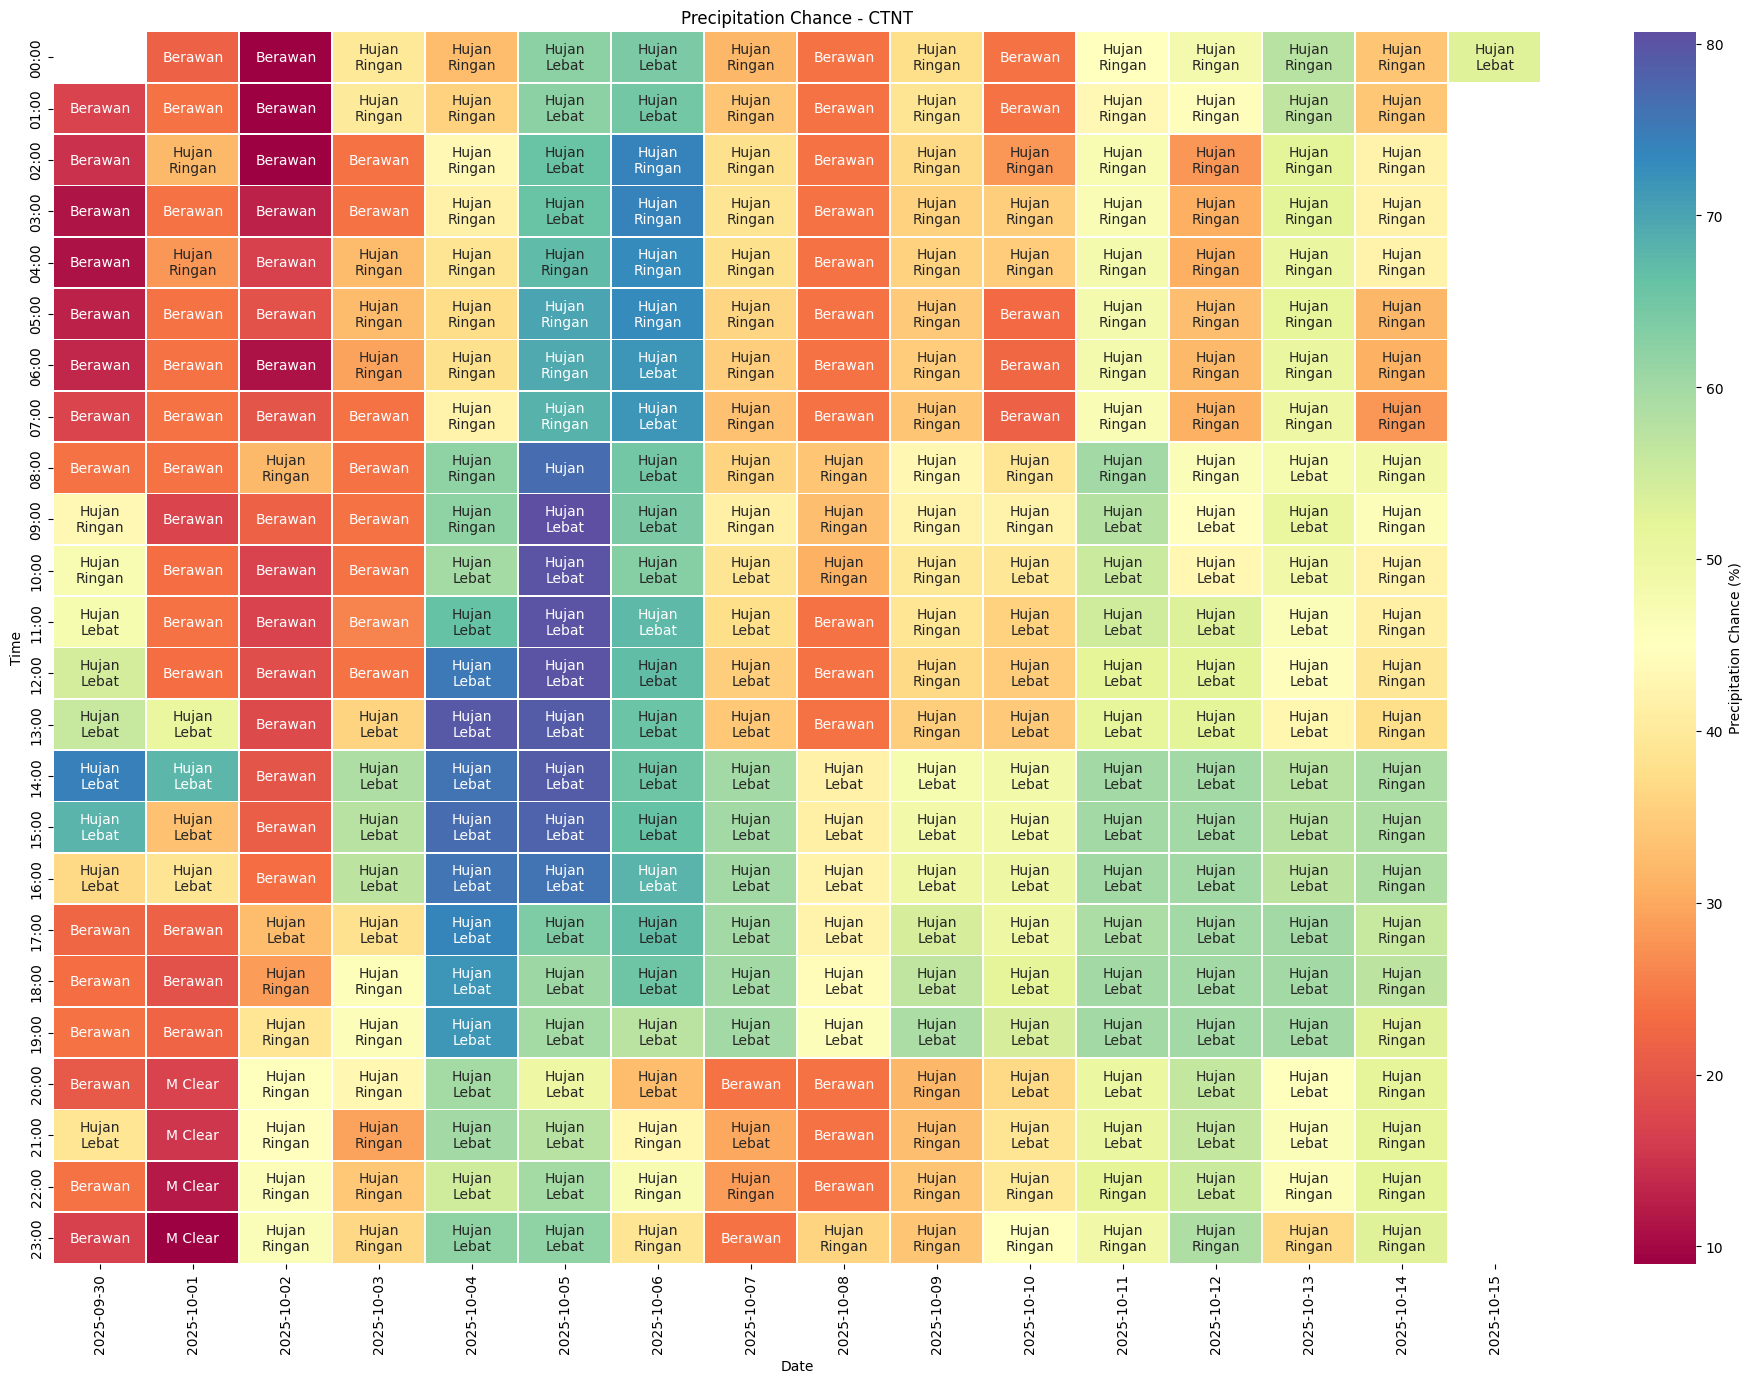 Precipitation Chance - CTNT
00:00 Berawan Berawan Hujan Ringan Hujan Ringan Hujan Lebat Hujan Lebat Hujan Ringan Berawan Hujan Ringan Berawan Hujan Ringan Hujan Ringan Hujan Ringan Hujan Ringan Hujan Lebat
01:00 Berawan Berawan Berawan Hujan Ringan Hujan Ringan Hujan Lebat Hujan Lebat Hujan Ringan Berawan Hujan Ringan Berawan Hujan Ringan Hujan Ringan Hujan Ringan Hujan Ringan
02:00 Berawan Hujan Ringan Berawan Berawan Hujan Ringan Hujan Lebat Hujan Ringan Hujan Ringan Berawan Hujan Ringan Hujan Ringan Hujan Ringan Hujan Ringan Hujan Ringan Hujan Ringan
03:00 Berawan Berawan Berawan Berawan Hujan Ringan Hujan Lebat Hujan Ringan Hujan Ringan Berawan Hujan Ringan Hujan Ringan Hujan Ringan Hujan Ringan Hujan Ringan Hujan Ringan
04:00 Berawan Hujan Ringan Berawan Hujan Ringan Hujan Ringan Hujan Ringan Hujan Ringan Hujan Ringan Berawan Hujan Ringan Hujan Ringan Hujan Ringan Hujan Ringan Hujan Ringan Hujan Ringan
05:00 Berawan Berawan Berawan Hujan Ringan Hujan Ringan Hujan Ringan Hujan Ringan Hujan Ringan Berawan Hujan Ringan Berawan Hujan Ringan Hujan Ringan Hujan Ringan Hujan Ringan
06:00 Berawan Berawan Berawan Hujan Ringan Hujan Ringan Hujan Ringan Hujan Lebat Hujan Ringan Berawan Hujan Ringan Berawan Hujan Ringan Hujan Ringan Hujan Ringan Hujan Ringan
07:00 Berawan Berawan Berawan Berawan Hujan Ringan Hujan Ringan Hujan Lebat Hujan Ringan Berawan Hujan Ringan Berawan Hujan Ringan Hujan Ringan Hujan Ringan Hujan Ringan
08:00 Berawan Berawan Hujan Ringan Berawan Hujan Ringan Hujan Hujan Lebat Hujan Ringan Hujan Ringan Hujan Ringan Hujan Ringan Hujan Ringan Hujan Ringan Hujan Lebat Hujan Ringan
09:00 Hujan Ringan Berawan Berawan Berawan Hujan Ringan Hujan Lebat Hujan Lebat Hujan Ringan Hujan Ringan Hujan Ringan Hujan Ringan Hujan Lebat Hujan Lebat Hujan Lebat Hujan Ringan
10:00 Hujan Ringan Berawan Berawan Berawan Hujan Lebat Hujan Lebat Hujan Lebat Hujan Lebat Hujan Ringan Hujan Ringan Hujan Lebat Hujan Lebat Hujan Lebat Hujan Lebat Hujan Ringan
11:00 Hujan Lebat Berawan Berawan Berawan Hujan Lebat Hujan Lebat Hujan Lebat Hujan Lebat Berawan Hujan Ringan Hujan Lebat Hujan Lebat Hujan Lebat Hujan Lebat Hujan Ringan
12:00 Hujan Lebat Berawan Berawan Berawan Hujan Lebat Hujan Lebat Hujan Lebat Hujan Lebat Berawan Hujan Ringan Hujan Lebat Hujan Lebat Hujan Lebat Hujan Lebat Hujan Ringan
13:00 Hujan Lebat Hujan Lebat Berawan Hujan Lebat Hujan Lebat Hujan Lebat Hujan Lebat Hujan Lebat Berawan Hujan Ringan Hujan Lebat Hujan Lebat Hujan Lebat Hujan Lebat Hujan Ringan
14:00 Hujan Lebat Hujan Lebat Berawan Hujan Lebat Hujan Lebat Hujan Lebat Hujan Lebat Hujan Lebat Hujan Lebat Hujan Lebat Hujan Lebat Hujan Lebat Hujan Lebat Hujan Lebat Hujan Ringan
15:00 Hujan Lebat Hujan Lebat Berawan Hujan Lebat Hujan Lebat Hujan Lebat Hujan Lebat Hujan Lebat Hujan Lebat Hujan Lebat Hujan Lebat Hujan Lebat Hujan Lebat Hujan Lebat Hujan Ringan
16:00 Hujan Lebat Hujan Lebat Berawan Hujan Lebat Hujan Lebat Hujan Lebat Hujan Lebat Hujan Lebat Hujan Lebat Hujan Lebat Hujan Lebat Hujan Lebat Hujan Lebat Hujan Lebat Hujan Ringan
17:00 Berawan Berawan Hujan Lebat Hujan Lebat Hujan Lebat Hujan Lebat Hujan Lebat Hujan Lebat Hujan Lebat Hujan Lebat Hujan Lebat Hujan Lebat Hujan Lebat Hujan Lebat Hujan Ringan
18:00 Berawan Berawan Hujan Ringan Hujan Ringan Hujan Lebat Hujan Lebat Hujan Lebat Hujan Lebat Hujan Lebat Hujan Lebat Hujan Lebat Hujan Lebat Hujan Lebat Hujan Lebat Hujan Ringan
19:00 Berawan Berawan Hujan Ringan Hujan Ringan Hujan Lebat Hujan Lebat Hujan Lebat Hujan Lebat Hujan Lebat Hujan Lebat Hujan Lebat Hujan Lebat Hujan Lebat Hujan Lebat Hujan Ringan
20:00 Berawan M Clear Hujan Ringan Hujan Ringan Hujan Lebat Hujan Lebat Hujan Lebat Berawan Berawan Hujan Ringan Hujan Lebat Hujan Lebat Hujan Lebat Hujan Lebat Hujan Ringan
21:00 Hujan Lebat M Clear Hujan Ringan Hujan Ringan Hujan Lebat Hujan Lebat Hujan Ringan Hujan Lebat Berawan Hujan Ringan Hujan Lebat Hujan Lebat Hujan Lebat Hujan Lebat Hujan Ringan
22:00 Berawan M Clear Hujan Ringan Hujan Ringan Hujan Lebat Hujan Lebat Hujan Ringan Hujan Ringan Berawan Hujan Ringan Hujan Ringan Hujan Ringan Hujan Lebat Hujan Ringan Hujan Ringan
23:00 Berawan M Clear Hujan Ringan Hujan Ringan Hujan Lebat Hujan Lebat Hujan Ringan Berawan Hujan Ringan Hujan Ringan Hujan Ringan Hujan Ringan Hujan Ringan Hujan Ringan Hujan Ringan
Time
2025-09-30 2025-10-01 2025-10-02 2025-10-03 2025-10-04 2025-10-05 2025-10-06 2025-10-07 2025-10-08 2025-10-09 2025-10-10 2025-10-11 2025-10-12 2025-10-13 2025-10-14 2025-10-15
Date
80
70
60
50
40
30
20
10
Precipitation Chance (%)